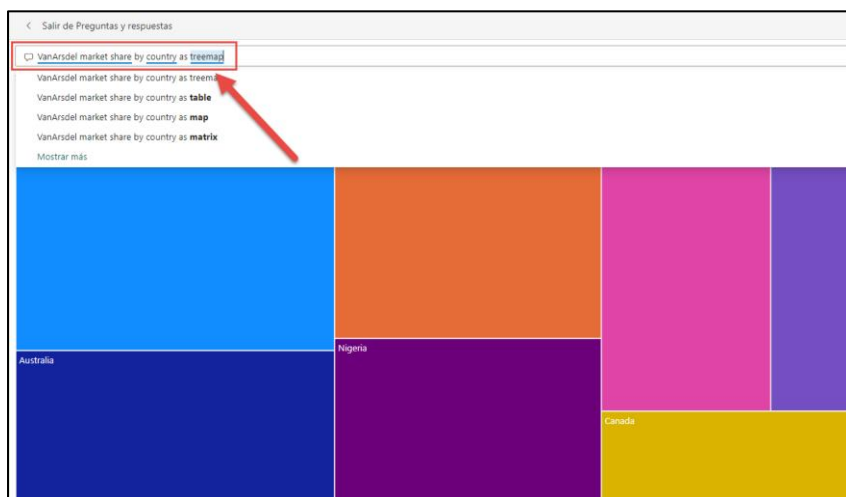 Salir de Preguntas y respuestas
VanArsdel market share by country as treemap
VanArsdel market share by country as treema
VanArsdel market share by country as table
VanArsdel market share by country as map
VanArsdel market share by country as matrix
Mostrar más
Nigeria
Australia
Canada